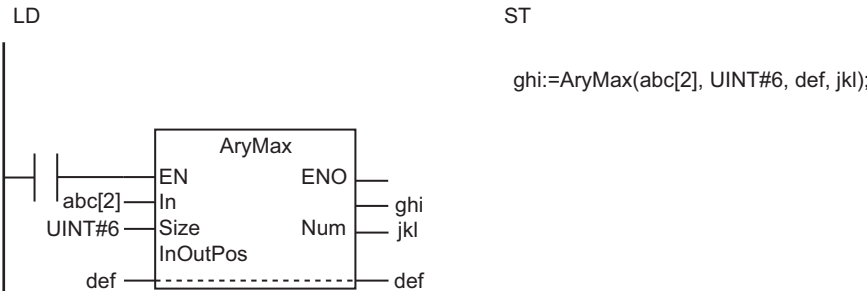 LD
ST
ghi:=AryMax(abc[2], UINT#6, def, jkl);
AryMax
EN ENO
abc[2] In ghi
UINT#6 Size Num jkl
InOutPos
def def